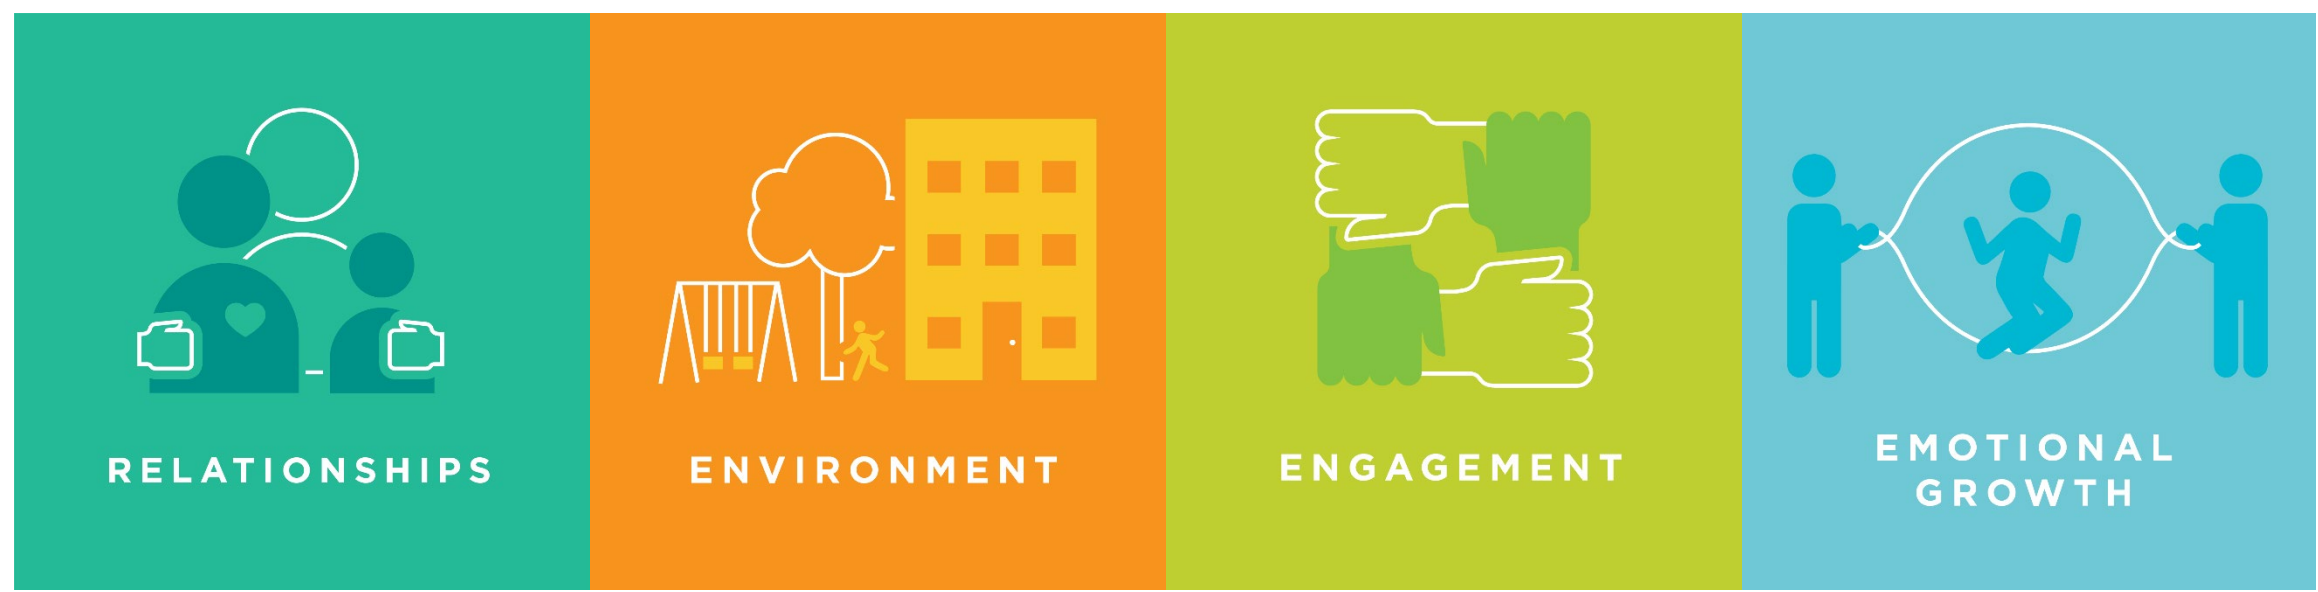 RELATIONSHIPS
ENVIRONMENT
ENGAGEMENT
EMOTIONAL
GROWTH